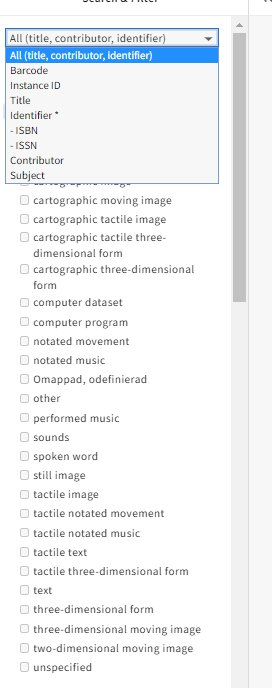 All (title, contributor, identifier)
All (title, contributor, identifier)
Barcode
Instance ID
Title
Identifier *
- ISBN
- ISSN
Contributor
Subject
cartographic moving image
cartographic tactile image
cartographic tactile three-
dimensional form
cartographic three-dimensional
form
computer dataset
computer program
notated movement
notated music
Omappad, odefinierad
other
performed music
sounds
spoken word
still image
tactile image
tactile notated movement
tactile notated music
tactile text
tactile three-dimensional form
text
three-dimensional form
three-dimensional moving image
two-dimensional moving image
unspecified